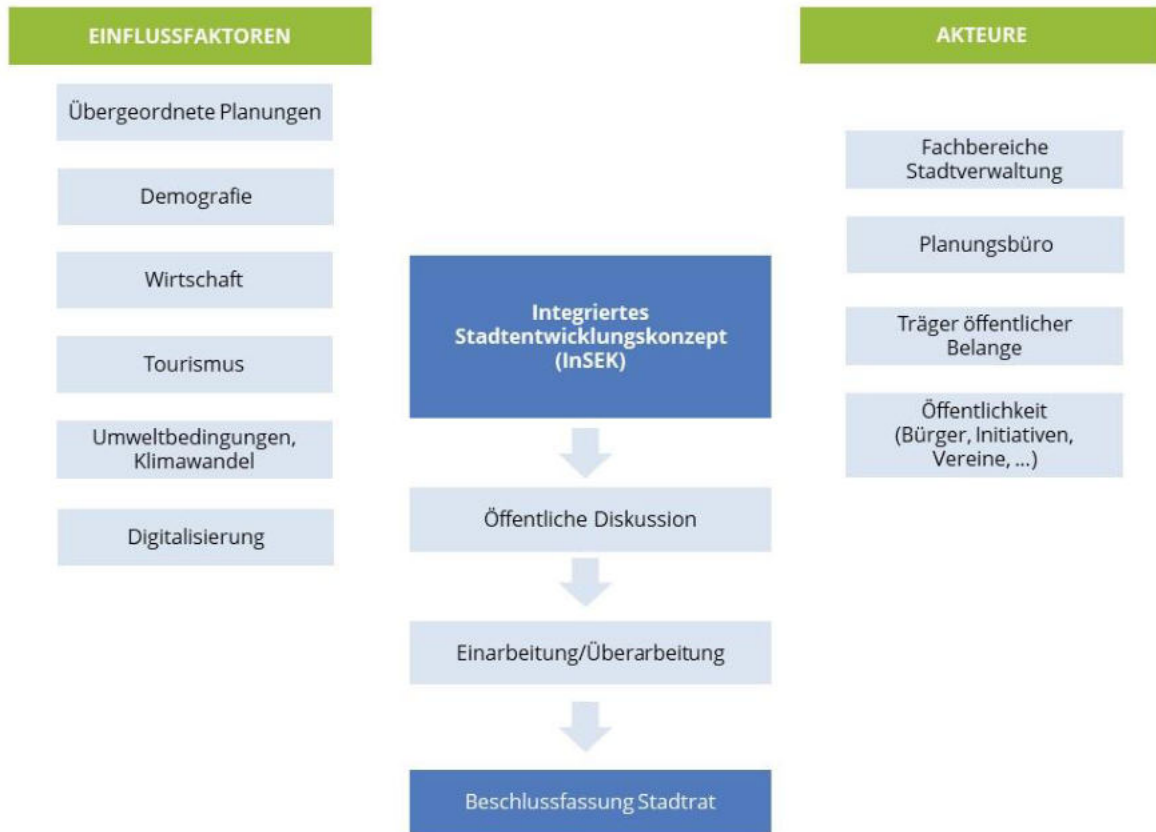 EINFLUSSFAKTOREN
Übergeordnete Planungen
Demografie
Wirtschaft
Tourismus
Umweltbedingungen,
Klimawandel
Digitalisierung
Integriertes
Stadtentwicklungskonzept
(InSEK)
Öffentliche Diskussion
Einarbeitung/Überarbeitung
Beschlussfassung Stadtrat
AKTEURE
Fachbereiche
Stadtverwaltung
Planungsbüro
Träger öffentlicher
Belange
Öffentlichkeit
(Bürger, Initiativen,
Vereine, ...)